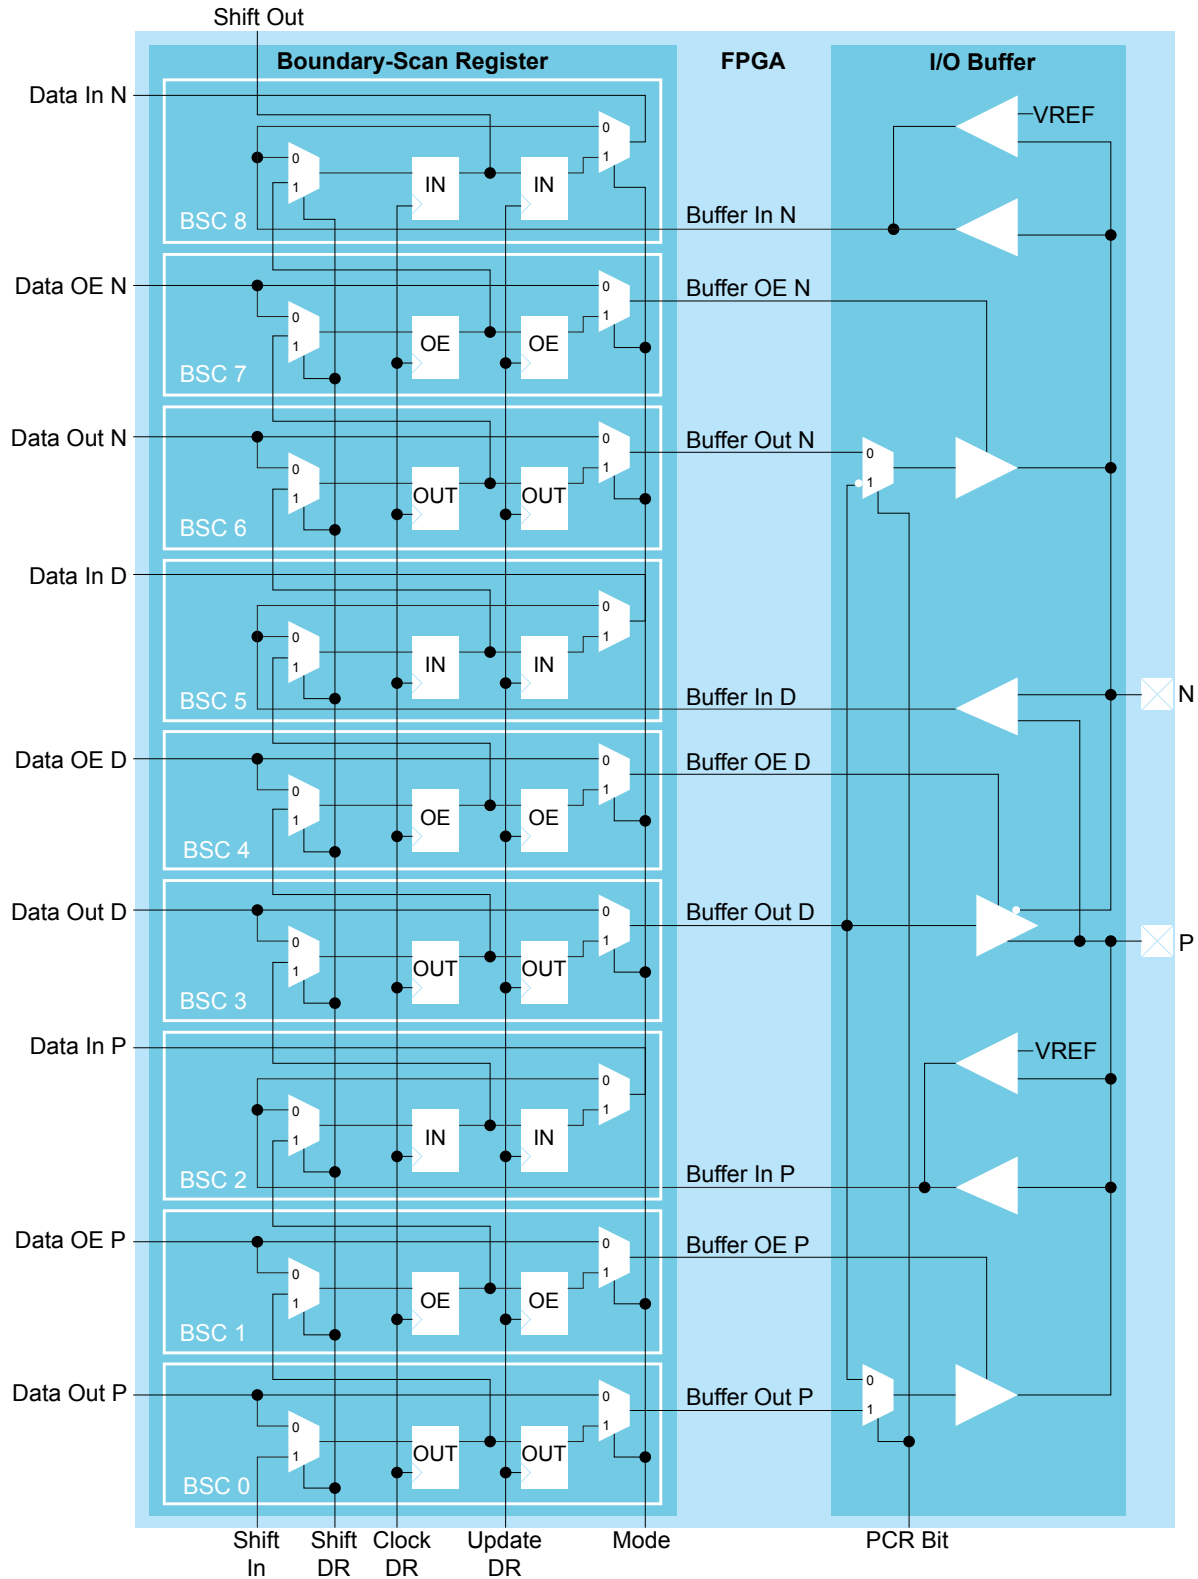 Shift Out
Boundary-Scan Register
FPGA
I/O Buffer
Data In N
VREF
0
1
0
1
IN
IN
BSC 8
Buffer In N
Data OE N
0
1
0
1
OE
OE
Buffer OE N
BSC 7
Data Out N
0
1
0
1
OUT
OUT
Buffer Out N
0
1
BSC 6
Data In D
0
1
0
1
IN
IN
BSC 5
Buffer In D
N
Data OE D
0
1
0
1
OE
OE
Buffer OE D
BSC 4
Data Out D
0
1
0
1
OUT
OUT
Buffer Out D
P
BSC 3
Data In P
VREF
0
1
0
1
IN
IN
BSC 2
Buffer In P
Data OE P
0
1
0
1
OE
OE
Buffer OE P
BSC 1
Data Out P
0
1
0
1
OUT
OUT
Buffer Out P
0
1
BSC 0
Shift
In
Shift
DR
Clock
DR
Update
DR
Mode
PCR Bit